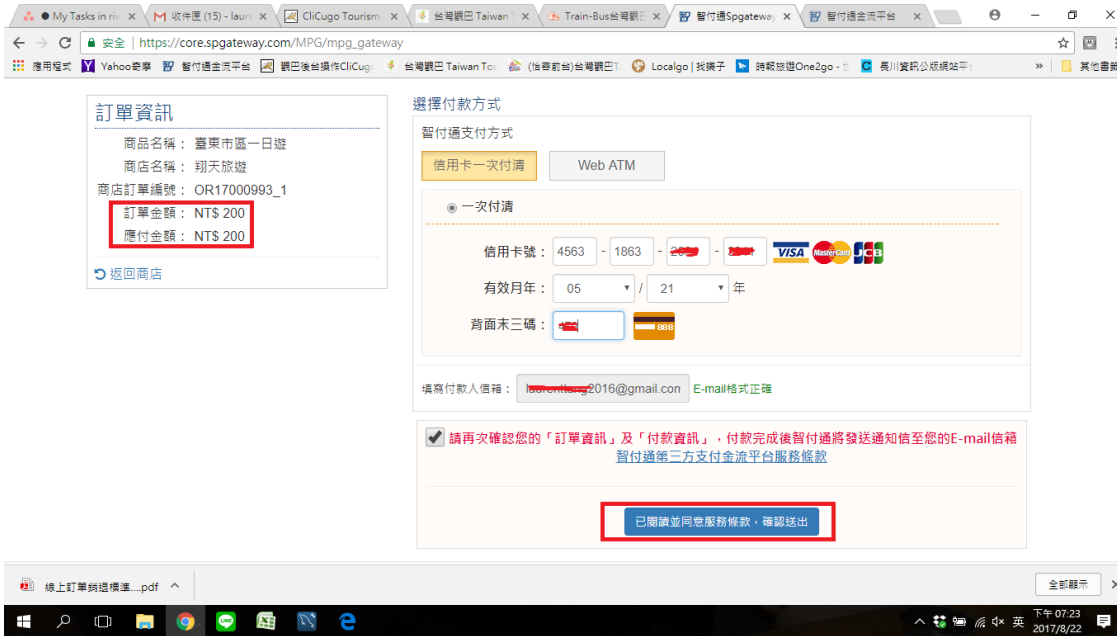 My Tasks in riv
收件匣 (15) - laure
CliCugo Tourism
台灣觀巴 Taiwan T
Train-Bus台灣觀巴
智付通Spgateway
智付通金流平台
安全 | https://core.spgateway.com/MPG/mpg_gateway
應用程式
Yahoo奇摩
智付通金流平台
觀巴後台操作CliCugo
台灣觀巴 Taiwan Tou
(怡蓉前台)台灣觀巴T
Localgo | 找樂子
時報旅遊One2go -
長川資訊公版網站平
»
其他書籤
訂單資訊
商品名稱： 臺東市區一日遊
商店名稱： 翔天旅遊
商店訂單編號： OR17000993_1
訂單金額： NT$ 200
應付金額： NT$ 200
返回商店
選擇付款方式
智付通支付方式
信用卡一次付清
Web ATM
一次付清
信用卡號： 4563 - 1863 - -
VISA MasterCard JCB
有效月年： 05 / 21 年
背面末三碼：
888
填寫付款人信箱： 2016@gmail.com E-mail格式正確
請再次確認您的「訂單資訊」及「付款資訊」，付款完成後智付通將發送通知信至您的E-mail信箱
智付通第三方支付金流平台服務條款
已閱讀並同意服務條款，確認送出
線上訂單銷退標準....pdf
全部顯示
LINE
英
下午 07:23
2017/8/22